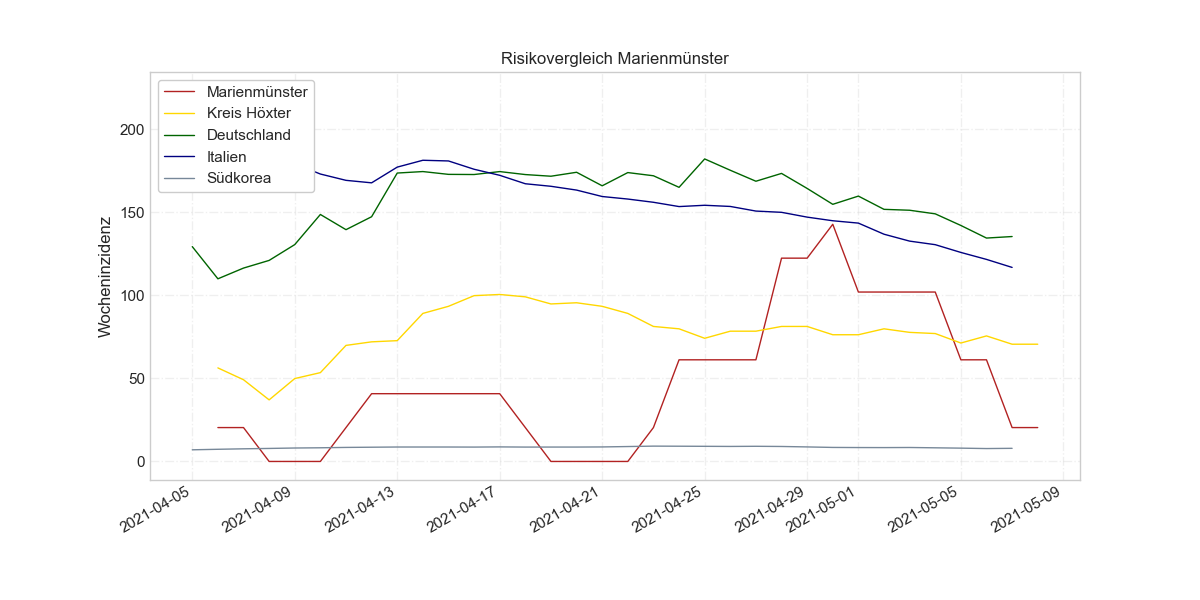 Risikovergleich Marienmünster
Marienmünster
Kreis Höxter
Deutschland
Italien
Südkorea
Wocheninzidenz
200
150
100
50
0
2021-04-05
2021-04-09
2021-04-13
2021-04-17
2021-04-21
2021-04-25
2021-04-29
2021-05-01
2021-05-05
2021-05-09